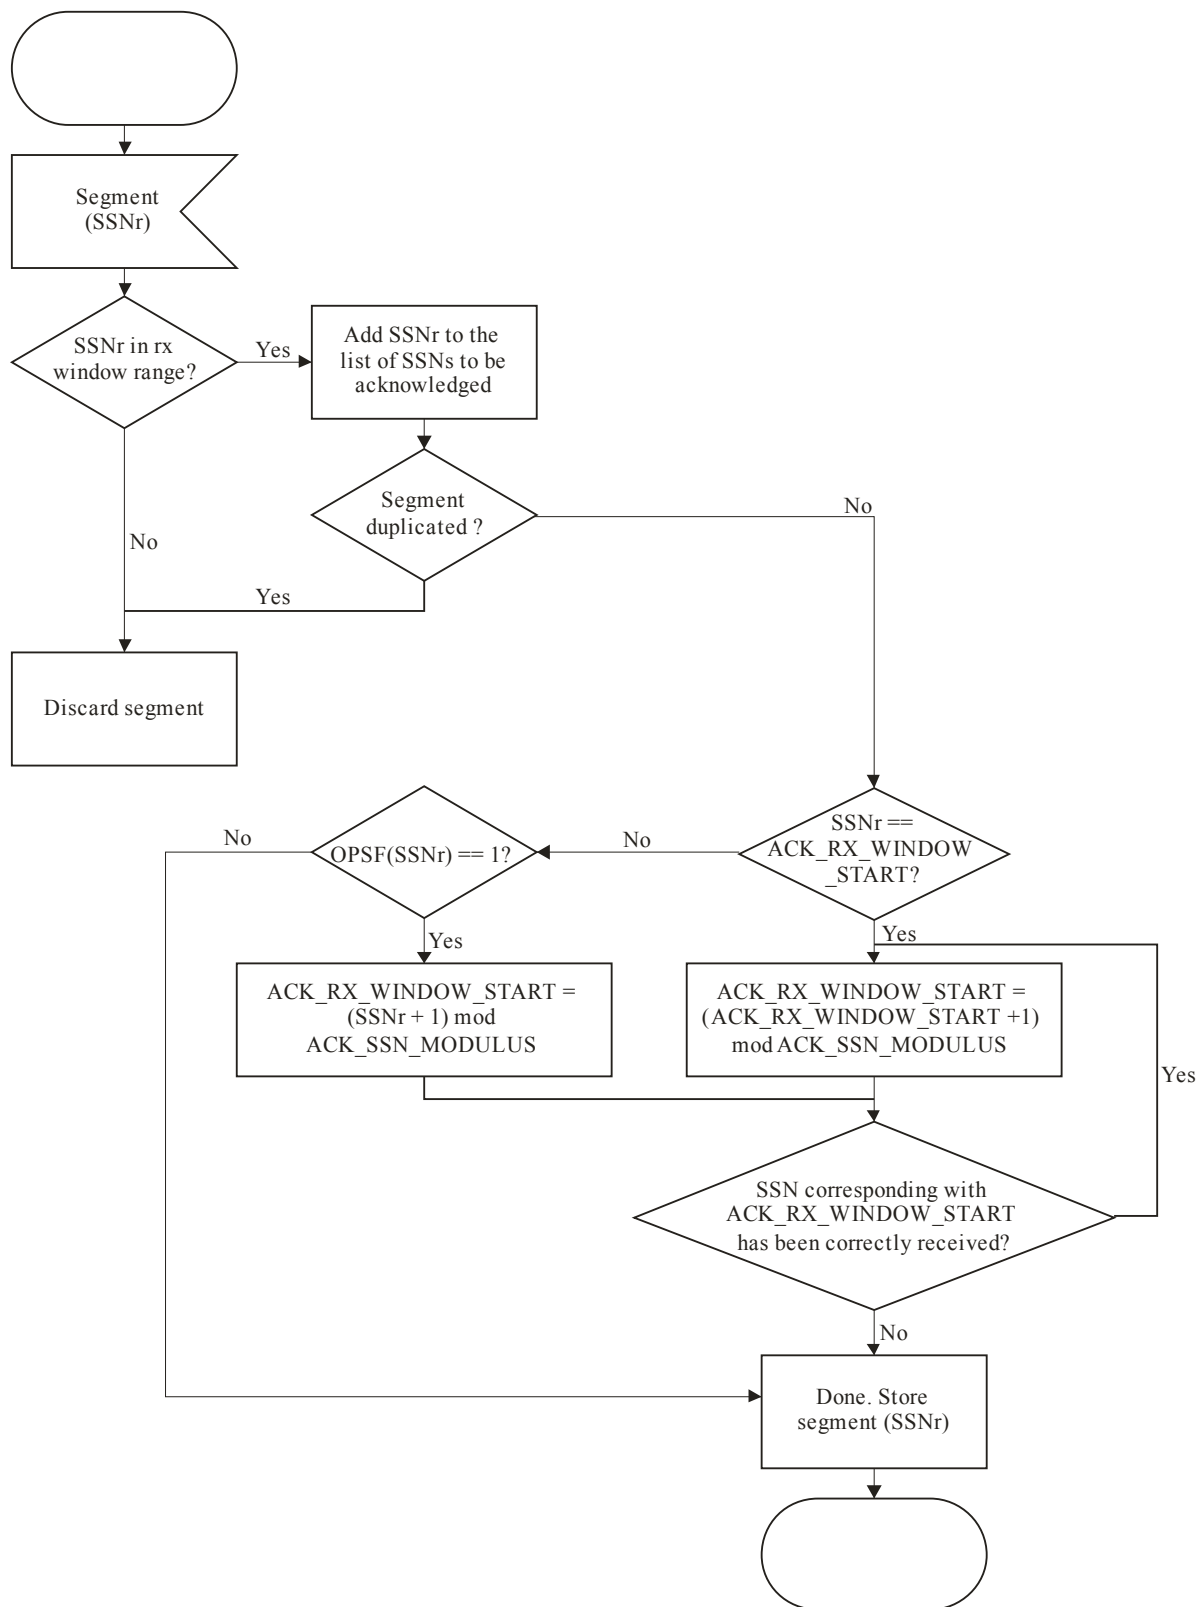 Segment
(SSNr)
SSNr in rx
window range?
Yes
Add SSNr to the
list of SSNs to be
acknowledged
Segment
duplicated ?
No
No
Yes
Discard segment
SSNr ==
ACK_RX_WINDOW
_START?
No
OPSF(SSNr) == 1?
No
Yes
Yes
ACK_RX_WINDOW_START =
(SSNr + 1) mod
ACK_SSN_MODULUS
ACK_RX_WINDOW_START =
(ACK_RX_WINDOW_START +1)
mod ACK_SSN_MODULUS
Yes
SSN corresponding with
ACK_RX_WINDOW_START
has been correctly received?
No
Done. Store
segment (SSNr)